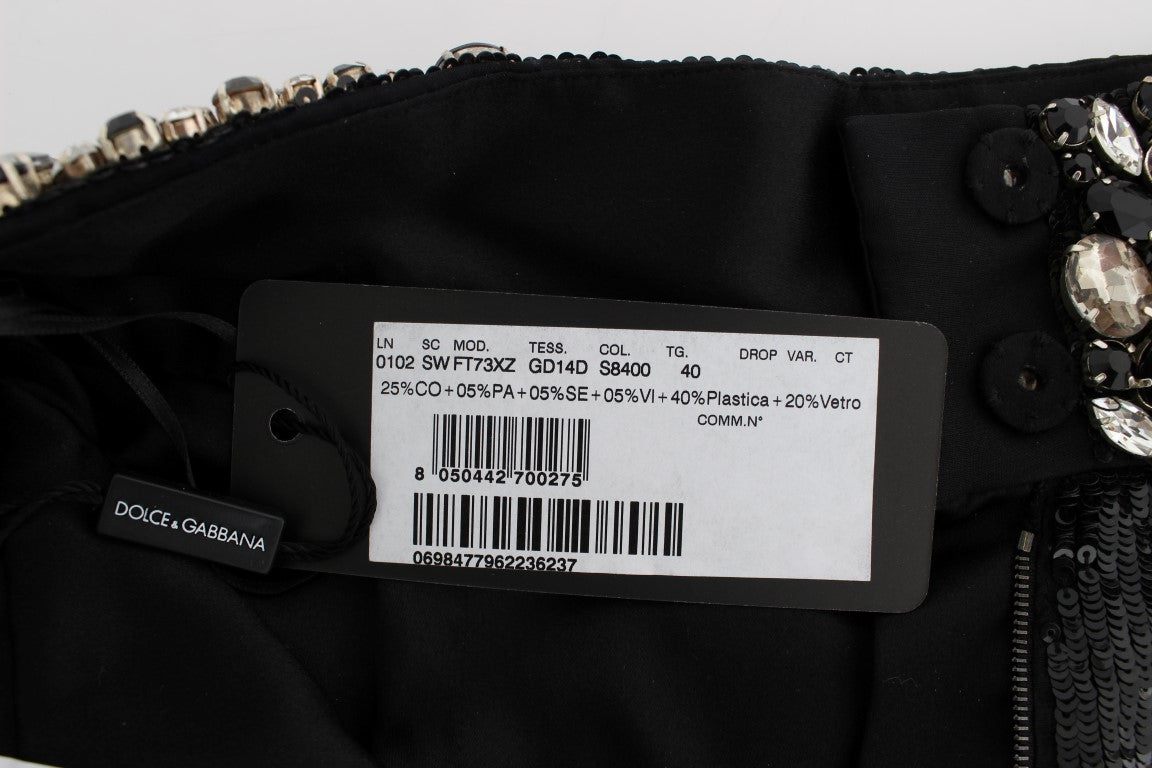 LN SC MOD. TESS. COL. TG. DROP VAR. CT
0102 SW FT73XZ GD14D S8400 40
25%CO+05%PA+05%SE+05%VI+40%Plastica+20%Vetro
COMM.N°
8 050442 700275
0698477962236237
DOLCE & GABBANA